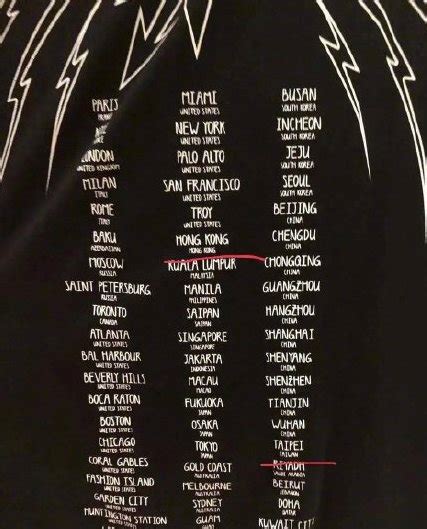 PARIS
LONDON
UNITED KINGDOM
MILAN
ITALY
ROME
ITALY
BAKU
AZERBAIJAN
MOSCOW
RUSSIA
SAINT PETERSBURG
RUSSIA
TORONTO
CANADA
ATLANTA
UNITED STATES
BAL HARBOUR
UNITED STATES
BEVERLY HILLS
UNITED STATES
BOCA RATON
UNITED STATES
BOSTON
UNITED STATES
CHICAGO
UNITED STATES
CORAL GABLES
UNITED STATES
FASHION ISLAND
UNITED STATES
GARDEN CITY
UNITED STATES
HUNTINGTON STATION
UNITED STATES
MIAMI
UNITED STATES
NEW YORK
UNITED STATES
PALO ALTO
UNITED STATES
SAN FRANCISCO
UNITED STATES
TROY
UNITED STATES
HONG KONG
HONG KONG
KUALA LUMPUR
MALAYSIA
MANILA
PHILIPPINES
SAIPAN
SAIPAN
SINGAPORE
SINGAPORE
JAKARTA
INDONESIA
MACAU
MACAO
FUKUOKA
JAPAN
OSAKA
JAPAN
TOKYO
JAPAN
GOLD COAST
AUSTRALIA
MELBOURNE
AUSTRALIA
SYDNEY
AUSTRALIA
GUAM
BUSAN
SOUTH KOREA
INCHEON
SOUTH KOREA
JEJU
SOUTH KOREA
SEOUL
SOUTH KOREA
BEIJING
CHINA
CHENGDU
CHINA
CHONGQING
CHINA
GUANGZHOU
CHINA
HANGZHOU
CHINA
SHANGHAI
CHINA
SHENYANG
CHINA
SHENZHEN
CHINA
TIANJIN
CHINA
WUHAN
CHINA
TAIPEI
TAIWAN
RIYADH
SAUDI ARABIA
BEIRUT
LEBANON
DOHA
QATAR
KUWAIT CITY